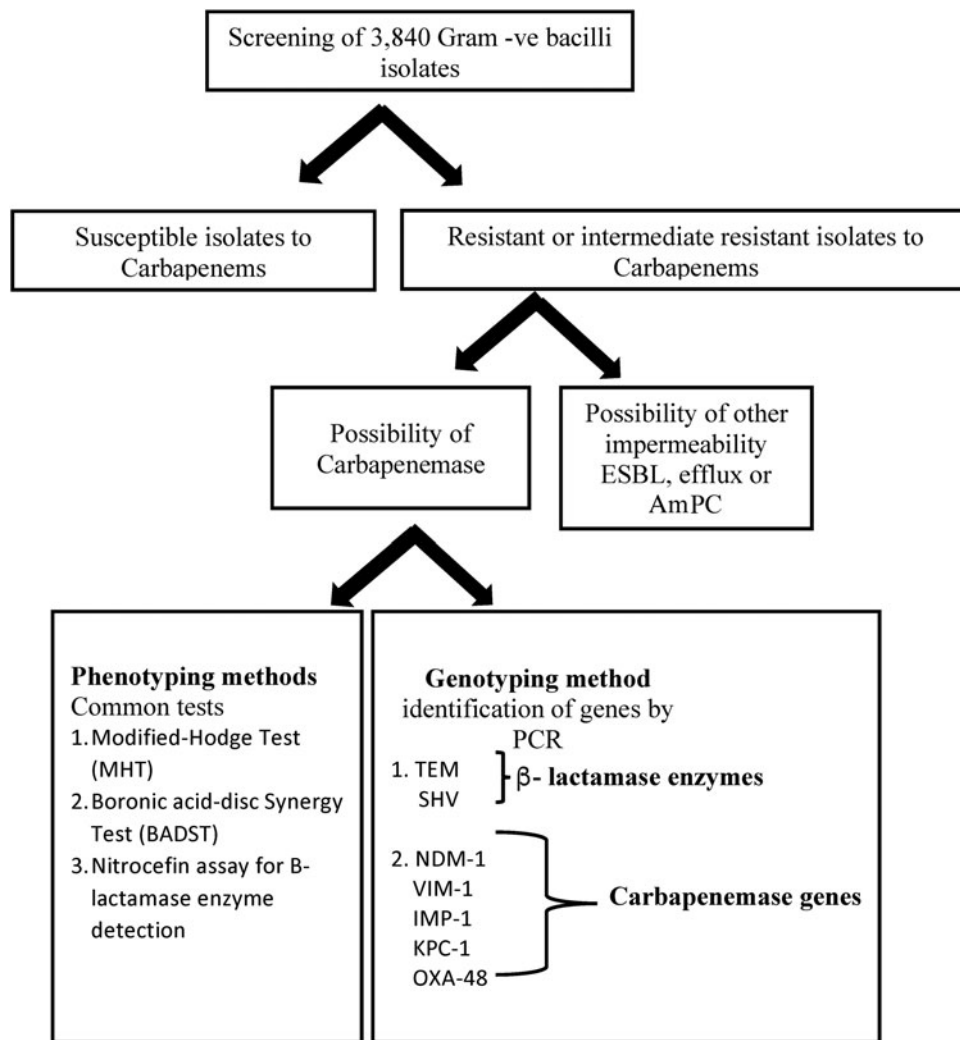 Screening of 3,840 Gram -ve bacilli
isolates
Susceptible isolates to
Carbapenems
Resistant or intermediate resistant isolates to
Carbapenems
Possibility of
Carbapenemase
Possibility of other
impermeability
ESBL, efflux or
AmPC
Phenotyping methods
Common tests
1. Modified-Hodge Test
(MHT)
2. Boronic acid-disc Synergy
Test (BADST)
3. Nitrocefin assay for B-
lactamase enzyme
detection
Genotyping method
identification of genes by
PCR
1. TEM
SHV
β- lactamase enzymes
2. NDM-1
VIM-1
IMP-1
KPC-1
OXA-48
Carbapenemase genes